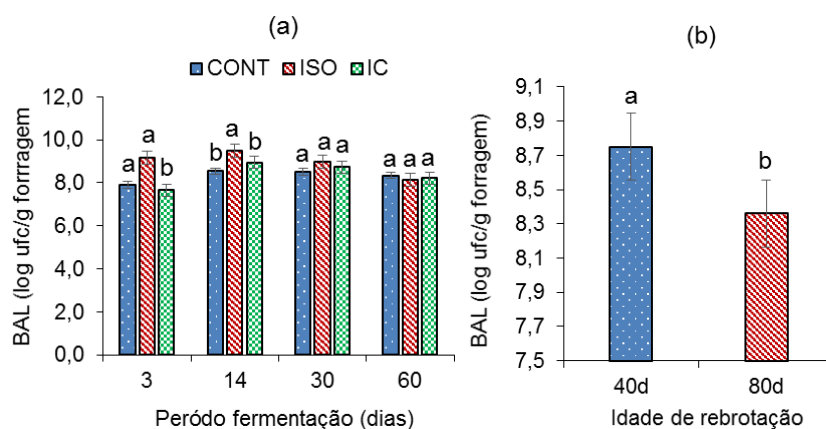 (a)
CONT ISO IC
BAL (log ufc/g forrragem)
12,0
10,0
8,0
6,0
4,0
2,0
0,0
a a b
b a b
a a a
a a a
3 14 30 60
Peródo fermentação (dias)
(b)
BAL (log ufc/g forragem)
9,1
8,9
8,7
8,5
8,3
8,1
7,9
7,7
7,5
a
b
40d 80d
Idade de rebrotação